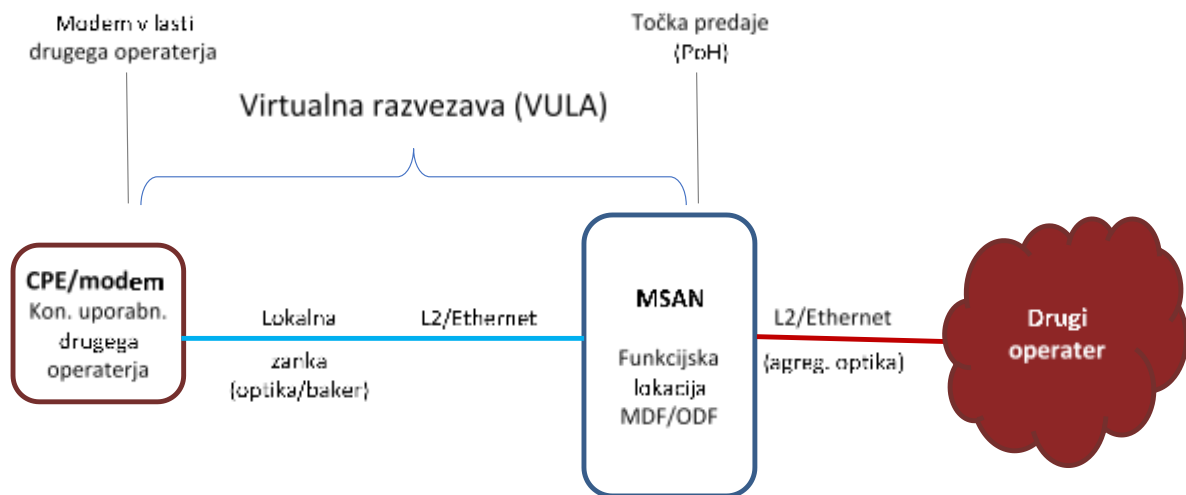 Modem v lasti
drugega operaterja
Točka predaje
(PoH)
Virtualna razvezava (VULA)
CPE/modem
Kon. uporabn.
drugega
operaterja
Lokalna
zanka
(optika/baker)
L2/Ethernet
MSAN
Funkcijska
lokacija
MDF/ODF
L2/Ethernet
(agreg. optika)
Drugi
operater